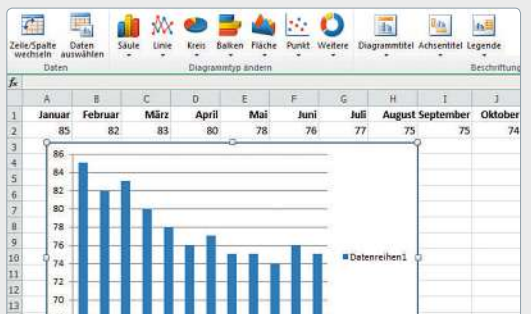 Zeile/Spalte wechseln Daten auswählen Säule Linie Kreis Balken Fläche Punkt Weitere Diagrammtitel Achsentitel Legende
Daten Diagrammtyp ändern Beschriftung
fx
A B C D E F G H I J
1 Januar Februar März April Mai Juni Juli August September Oktober
2 85 82 83 80 78 76 77 75 75 74
3
4
5
6
7
8
9
10
11
12
13
86
84
82
80
78
76
74
72
70
Datenreihen1